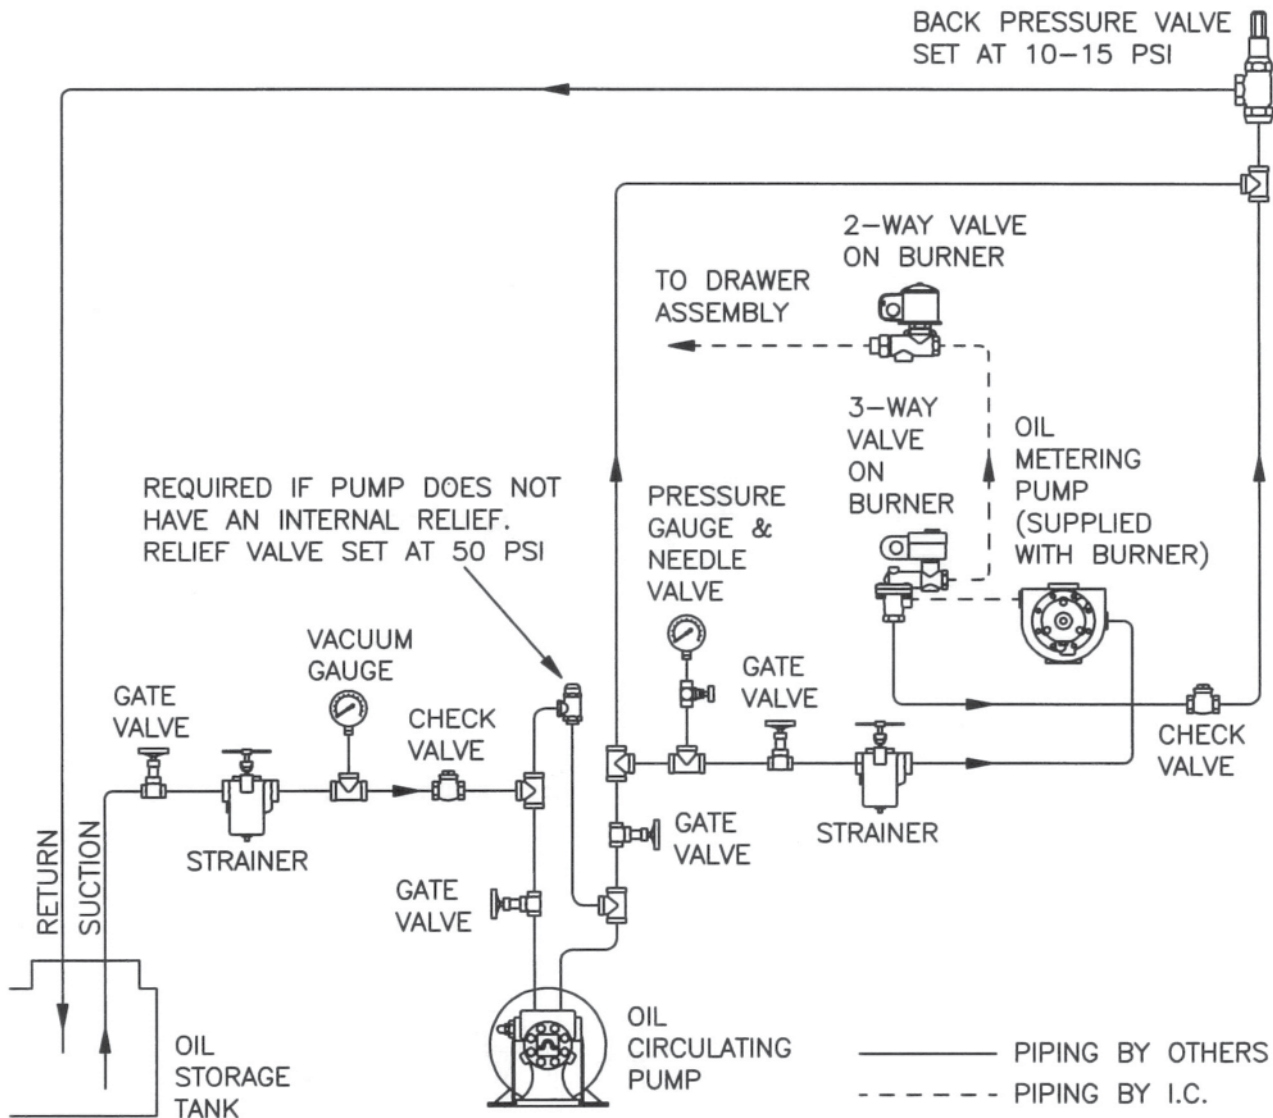 BACK PRESSURE VALVE
SET AT 10–15 PSI
2–WAY VALVE
ON BURNER
TO DRAWER
ASSEMBLY
3–WAY
VALVE
ON
BURNER
OIL
METERING
PUMP
(SUPPLIED
WITH BURNER)
REQUIRED IF PUMP DOES NOT
HAVE AN INTERNAL RELIEF.
RELIEF VALVE SET AT 50 PSI
PRESSURE
GAUGE &
NEEDLE
VALVE
VACUUM
GAUGE
GATE
VALVE
CHECK
VALVE
GATE
VALVE
CHECK
VALVE
STRAINER
GATE
VALVE
STRAINER
GATE
VALVE
RETURN
SUCTION
OIL
STORAGE
TANK
OIL
CIRCULATING
PUMP
PIPING BY OTHERS
PIPING BY I.C.